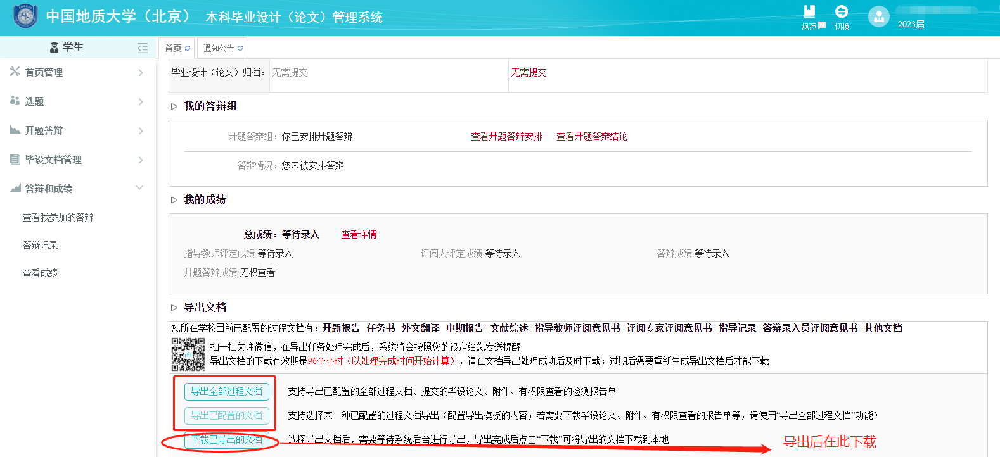 中国地质大学（北京） 本科毕业设计（论文）管理系统
规范 N 切换 2023届
学生 首页 通知公告
首页管理
选题
开题答辩
毕设文档管理
答辩和成绩
查看我参加的答辩
答辩记录
查看成绩
毕业设计（论文）归档： 无需提交 无需提交
我的答辩组
开题答辩组： 你已安排开题答辩 查看开题答辩安排 查看开题答辩结论
答辩情况： 您未被安排答辩
我的成绩
总成绩：等待录入 查看详情
指导教师评定成绩 等待录入 评阅人评定成绩 等待录入 答辩成绩 等待录入
开题答辩成绩 无权查看
导出文档
您所在学校目前已配置的过程文档有：开题报告 任务书 外文翻译 中期报告 文献综述 指导教师评阅意见书 评阅专家评阅意见书 指导记录 答辩录入员评阅意见书 其他文档
扫一扫关注微信，在导出任务处理完成后，系统将会按照您的设定给您发送提醒
导出文档的下载有效期是96个小时（以处理完成时间开始计算），请在文档导出处理成功后及时下载；过期后需要重新生成导出文档后才能下载
导出全部过程文档 支持导出已配置的全部过程文档、提交的毕设论文、附件、有权限查看的检测报告单
导出已配置的文档 支持选择某一种已配置的过程文档导出（配置导出模板的内容；若需要下载毕设论文、附件、有权限查看的报告单等，请使用“导出全部过程文档”功能）
下载已导出的文档 选择导出文档后，需要等待系统后台进行导出，导出完成后点击“下载”可将导出的文档下载到本地
导出后在此下载